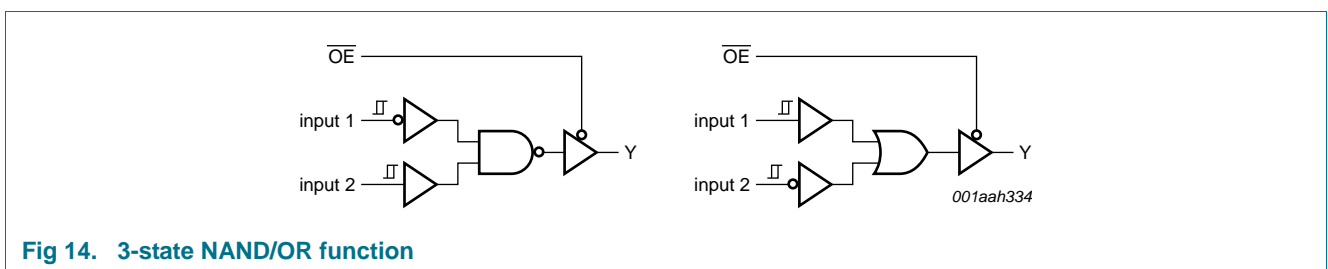 OE
OE
input 1
Y
input 1
Y
input 2
input 2
001aah334
Fig 14. 3-state NAND/OR function